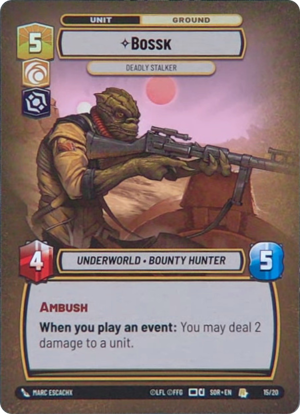 UNIT
GROUND
5
✧BOSSK
DEADLY STALKER
4
UNDERWORLD • BOUNTY HUNTER
5
AMBUSH
When you play an event: You may deal 2
damage to a unit.
MARC ESCACHX
©LFL ©FFG
SOR • EN
15/20